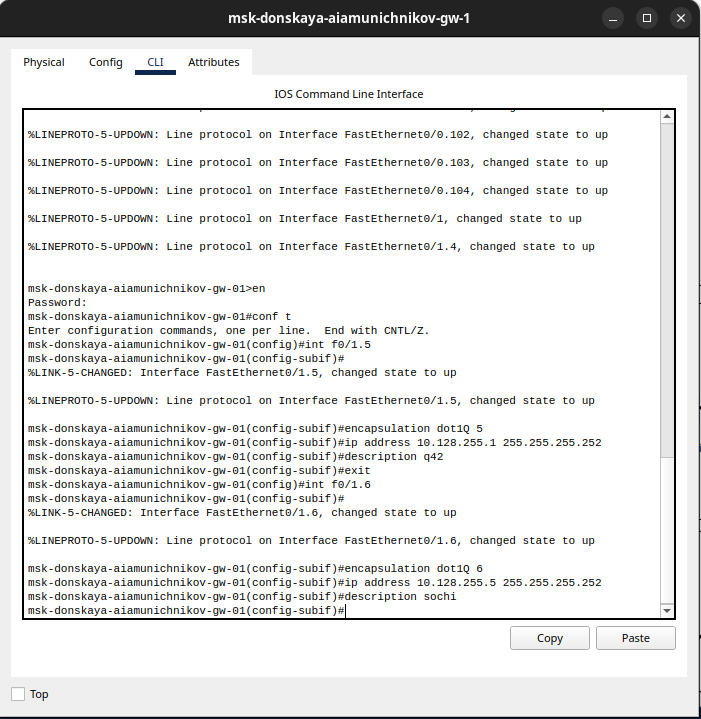 msk-donskaya-aiamunichnikov-gw-1
Physical Config CLI Attributes
IOS Command Line Interface
%LINEPROTO-5-UPDOWN: Line protocol on Interface FastEthernet0/0.102, changed state to up
%LINEPROTO-5-UPDOWN: Line protocol on Interface FastEthernet0/0.103, changed state to up
%LINEPROTO-5-UPDOWN: Line protocol on Interface FastEthernet0/0.104, changed state to up
%LINEPROTO-5-UPDOWN: Line protocol on Interface FastEthernet0/1, changed state to up
%LINEPROTO-5-UPDOWN: Line protocol on Interface FastEthernet0/1.4, changed state to up
msk-donskaya-aiamunichnikov-gw-01>en
Password:
msk-donskaya-aiamunichnikov-gw-01#conf t
Enter configuration commands, one per line.  End with CNTL/Z.
msk-donskaya-aiamunichnikov-gw-01(config)#int f0/1.5
msk-donskaya-aiamunichnikov-gw-01(config-subif)#
%LINK-5-CHANGED: Interface FastEthernet0/1.5, changed state to up
%LINEPROTO-5-UPDOWN: Line protocol on Interface FastEthernet0/1.5, changed state to up
msk-donskaya-aiamunichnikov-gw-01(config-subif)#encapsulation dot1Q 5
msk-donskaya-aiamunichnikov-gw-01(config-subif)#ip address 10.128.255.1 255.255.255.252
msk-donskaya-aiamunichnikov-gw-01(config-subif)#description q42
msk-donskaya-aiamunichnikov-gw-01(config-subif)#exit
msk-donskaya-aiamunichnikov-gw-01(config)#int f0/1.6
msk-donskaya-aiamunichnikov-gw-01(config-subif)#
%LINK-5-CHANGED: Interface FastEthernet0/1.6, changed state to up
%LINEPROTO-5-UPDOWN: Line protocol on Interface FastEthernet0/1.6, changed state to up
msk-donskaya-aiamunichnikov-gw-01(config-subif)#encapsulation dot1Q 6
msk-donskaya-aiamunichnikov-gw-01(config-subif)#ip address 10.128.255.5 255.255.255.252
msk-donskaya-aiamunichnikov-gw-01(config-subif)#description sochi
msk-donskaya-aiamunichnikov-gw-01(config-subif)#
Copy Paste
Top